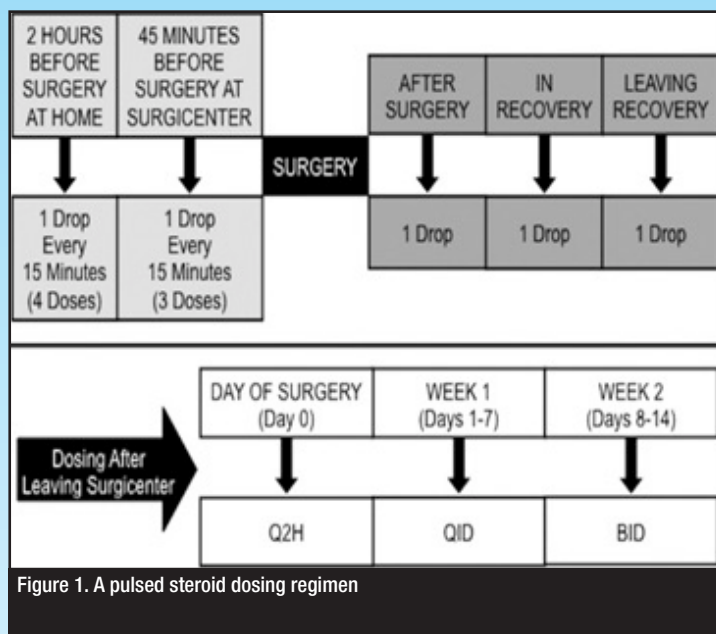 2 HOURS
BEFORE
SURGERY
AT HOME
45 MINUTES
BEFORE
SURGERY AT
SURGICENTER
AFTER
SURGERY
IN
RECOVERY
LEAVING
RECOVERY
SURGERY
1 Drop
Every
15 Minutes
(4 Doses)
1 Drop
Every
15 Minutes
(3 Doses)
1 Drop
1 Drop
1 Drop
Dosing After
Leaving Surgicenter
DAY OF SURGERY
(Day 0)
WEEK 1
(Days 1-7)
WEEK 2
(Days 8-14)
Q2H
QID
BID
Figure 1. A pulsed steroid dosing regimen